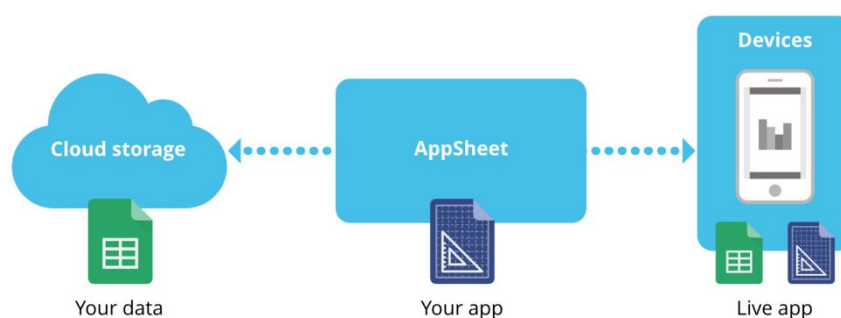 Devices
Cloud storage
AppSheet
Your data
Your app
Live app